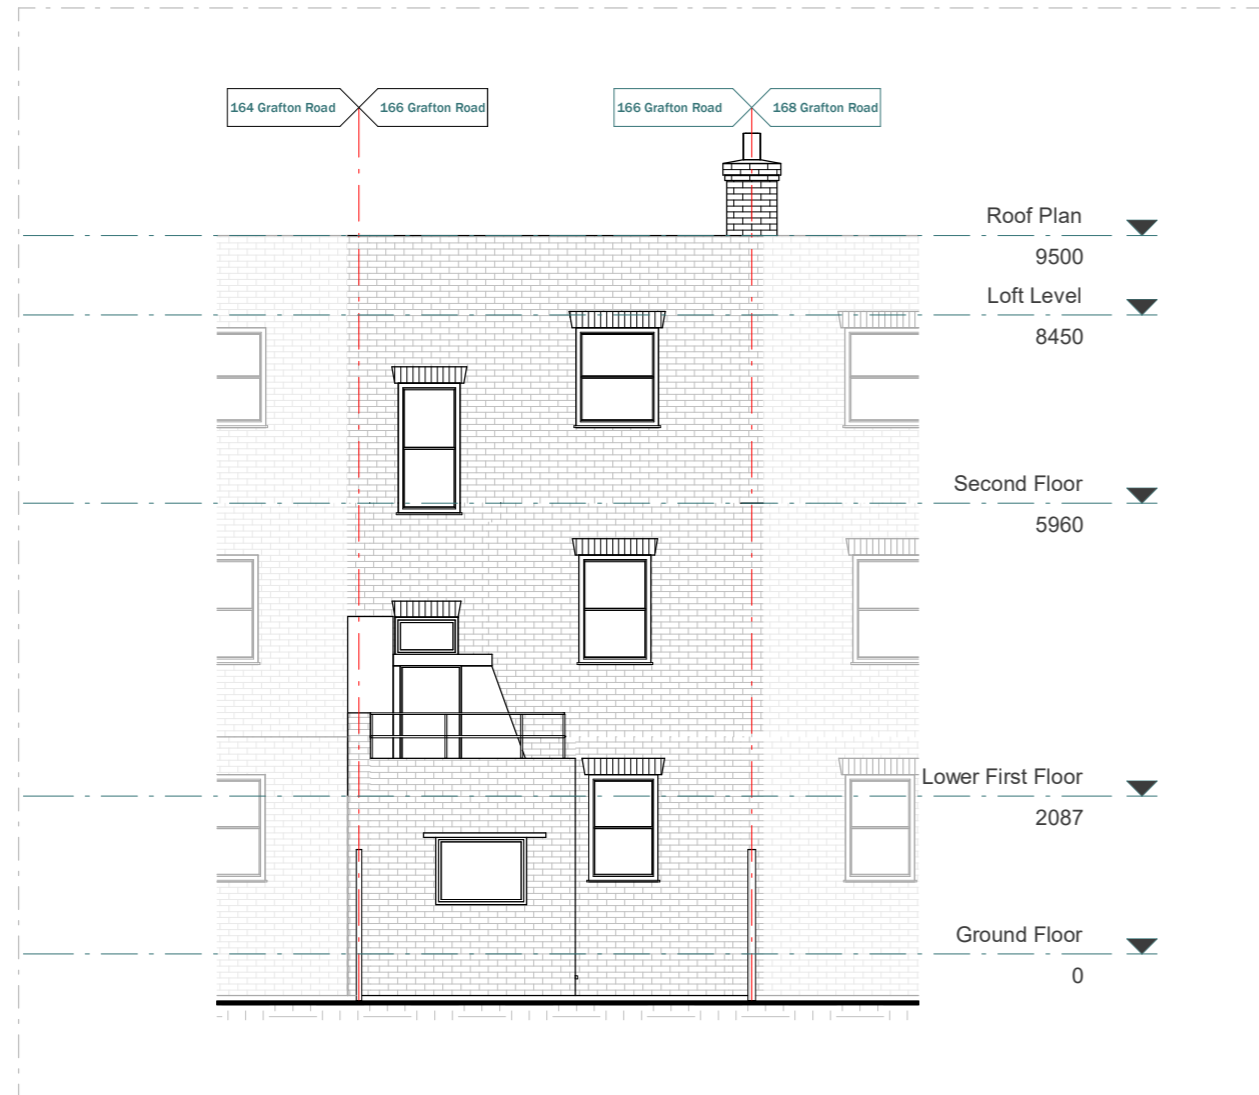 164 Grafton Road
166 Grafton Road
166 Grafton Road
168 Grafton Road
Roof Plan
9500
Loft Level
8450
Second Floor
5960
Lower First Floor
2087
Ground Floor
0